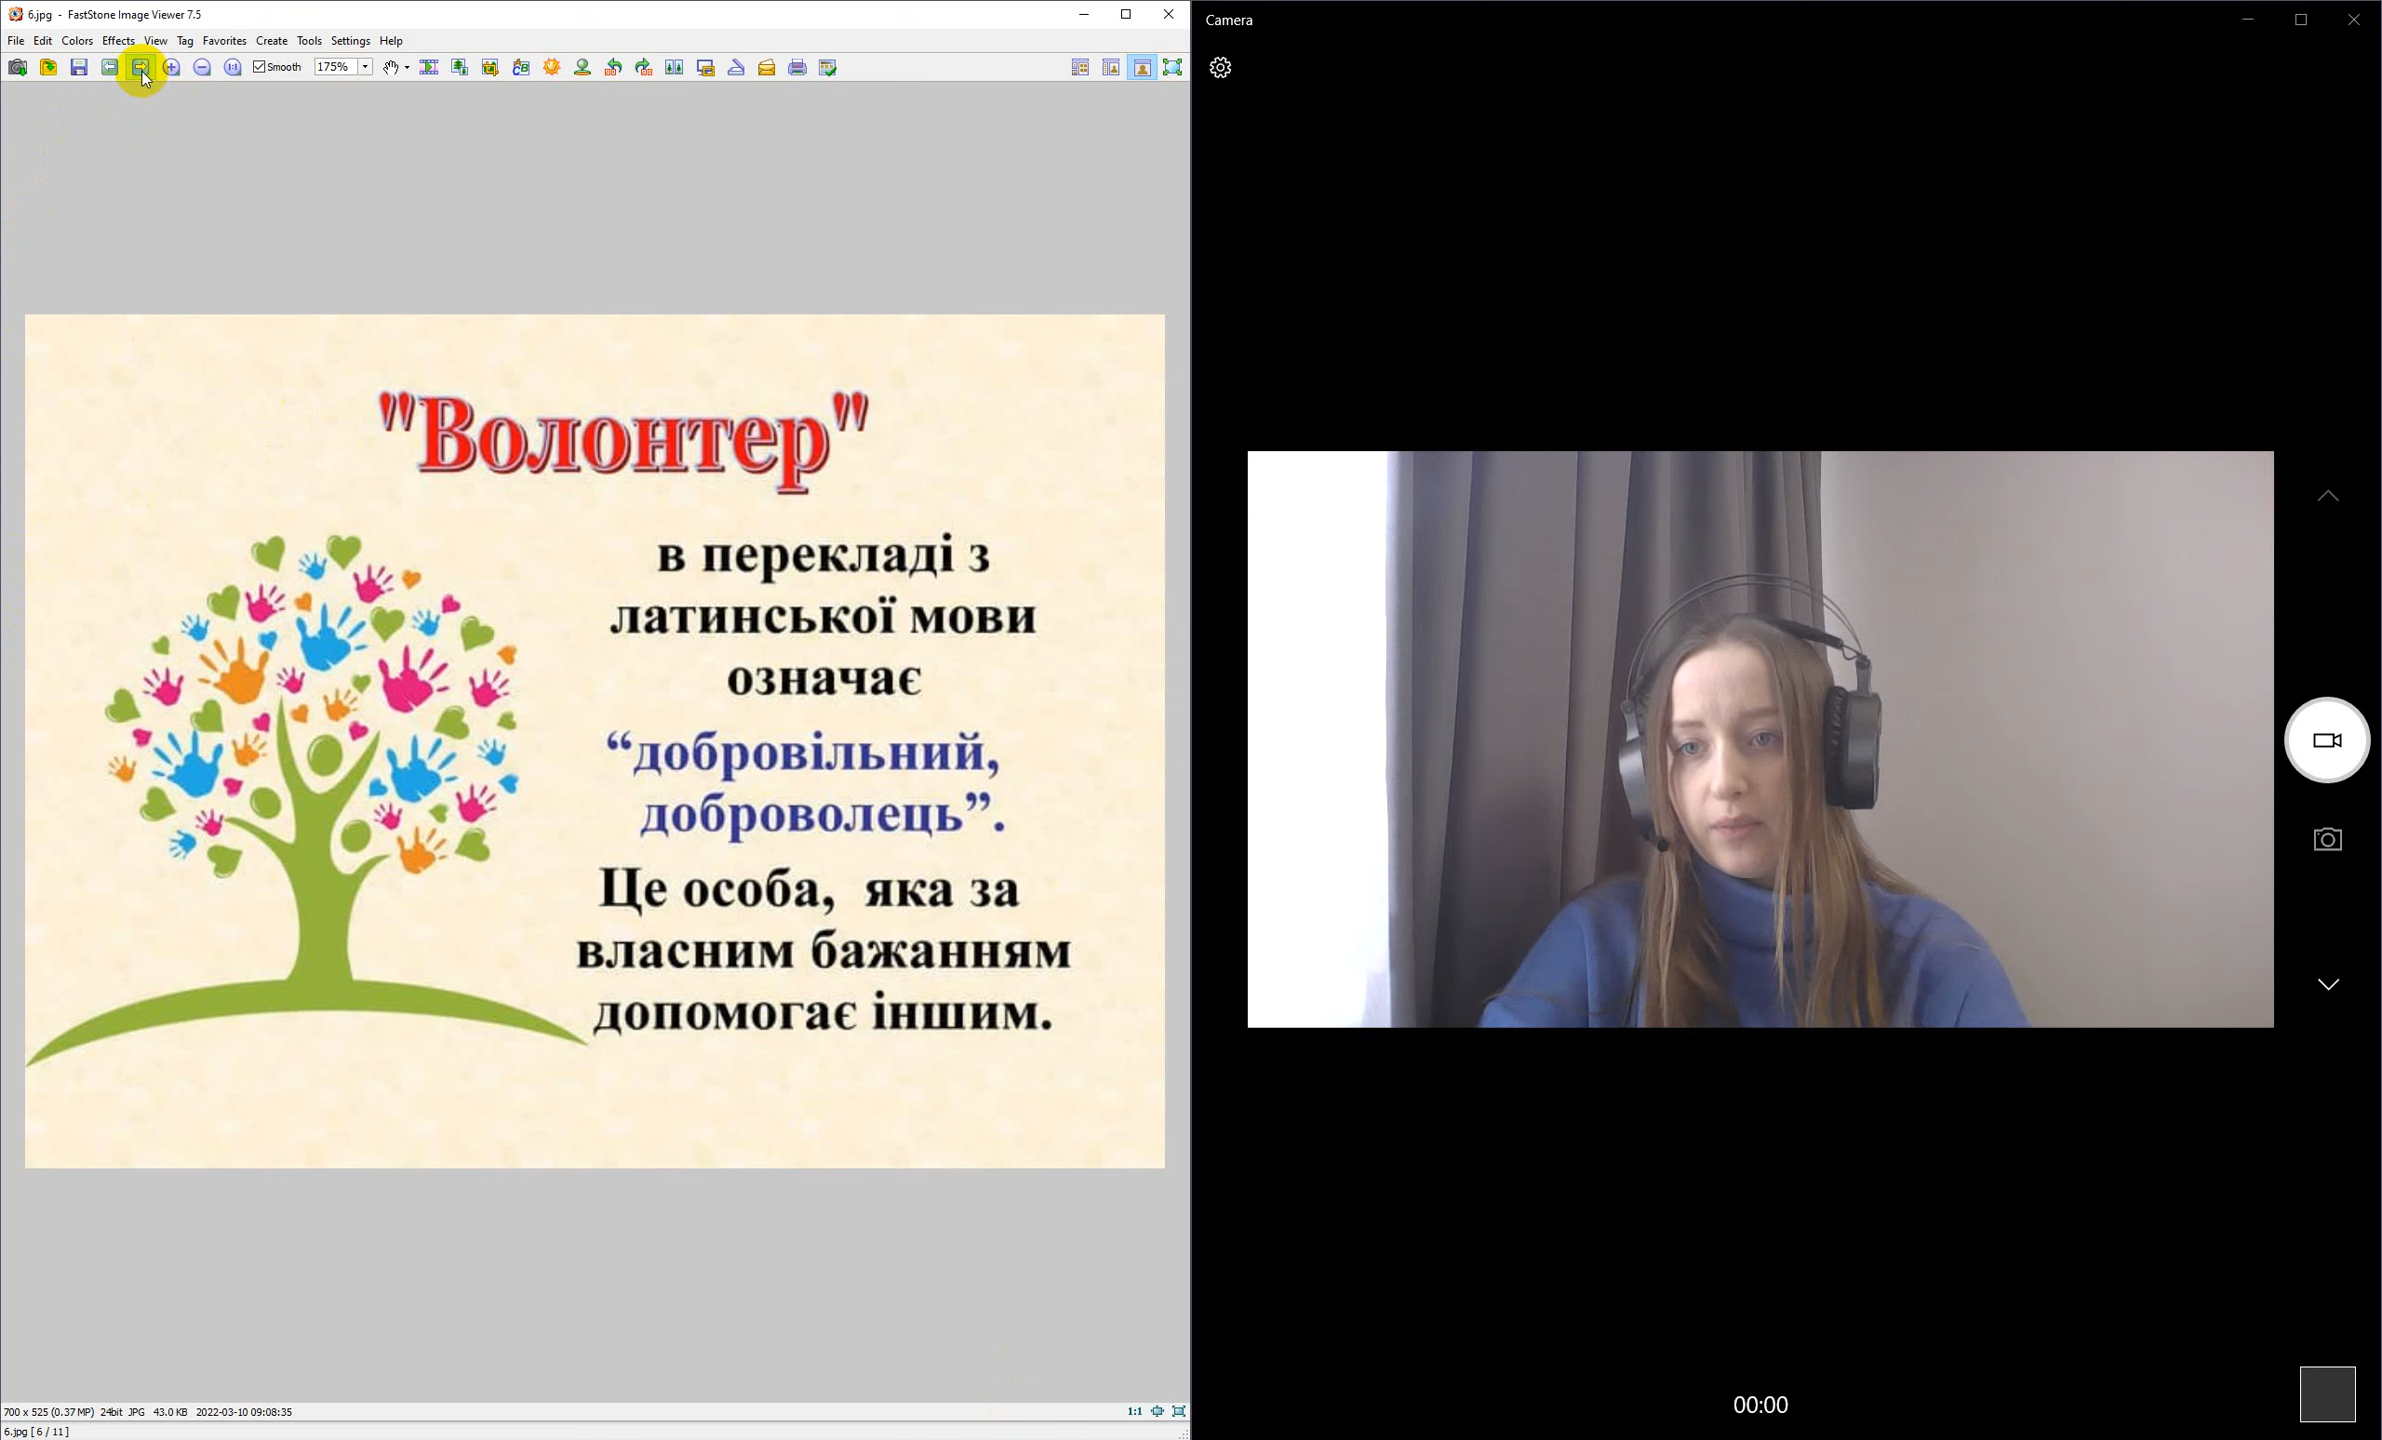 6.jpg - FastStone Image Viewer 7.5
File Edit Colors Effects View Tag Favorites Create Tools Settings Help
Smooth 175%
"Волонтер"
в перекладі з
латинської мови
означає
“добровільний,
доброволець”.
Це особа, яка за
власним бажанням
допомогає іншим.
700 x 525 (0.37 MP) 24bit JPG 43.0 KB 2022-03-10 09:08:35
1:1
6.jpg [ 6 / 11 ]
Camera
00:00